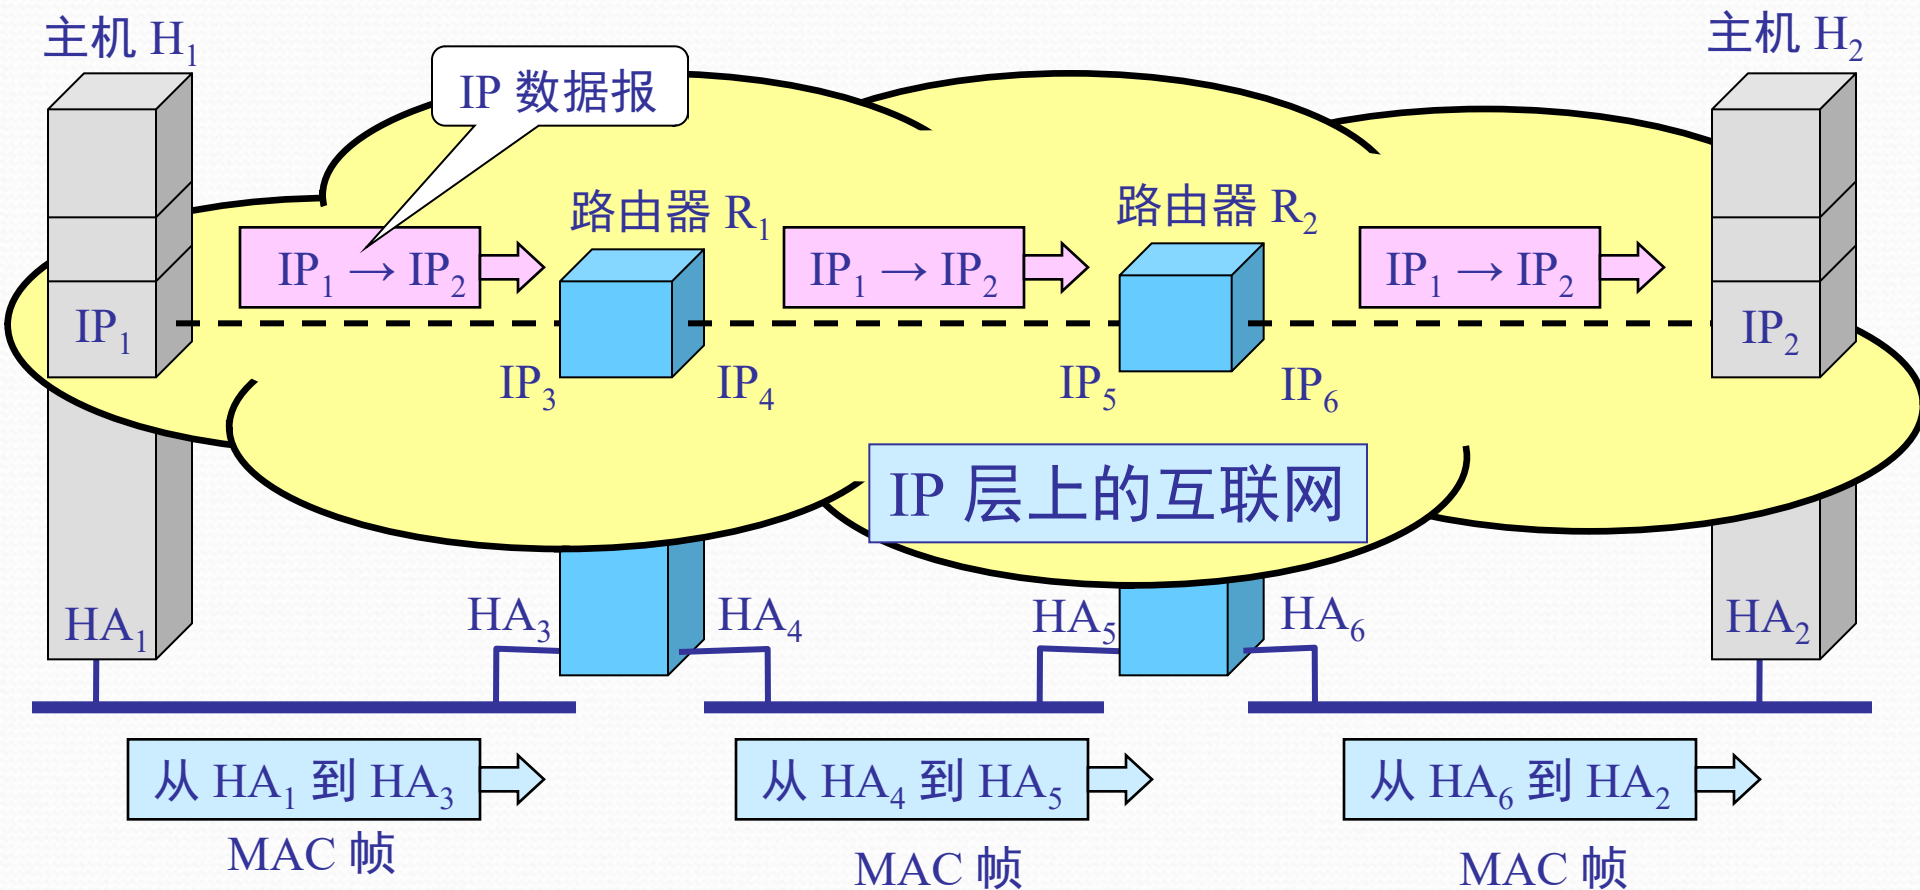 主机 H₁
主机 H₂
IP 数据报
路由器 R₁
路由器 R₂
IP₁ → IP₂
IP₁ → IP₂
IP₁ → IP₂
IP₁
IP₂
IP₃
IP₄
IP₅
IP₆
IP 层上的互联网
HA₁
HA₃
HA₄
HA₅
HA₆
HA₂
从 HA₁ 到 HA₃
从 HA₄ 到 HA₅
从 HA₆ 到 HA₂
MAC 帧
MAC 帧
MAC 帧